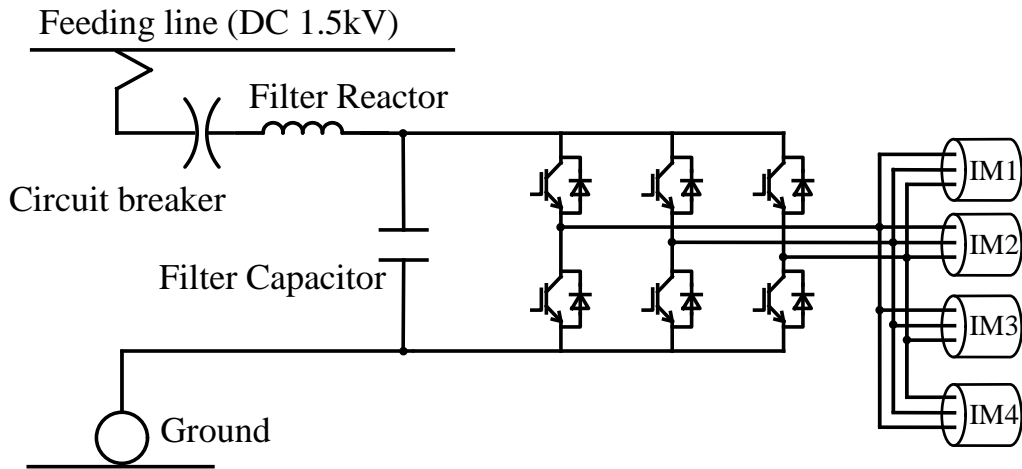 Feeding line (DC 1.5kV)
Filter Reactor
Circuit breaker
Filter Capacitor
Ground
IM1
IM2
IM3
IM4